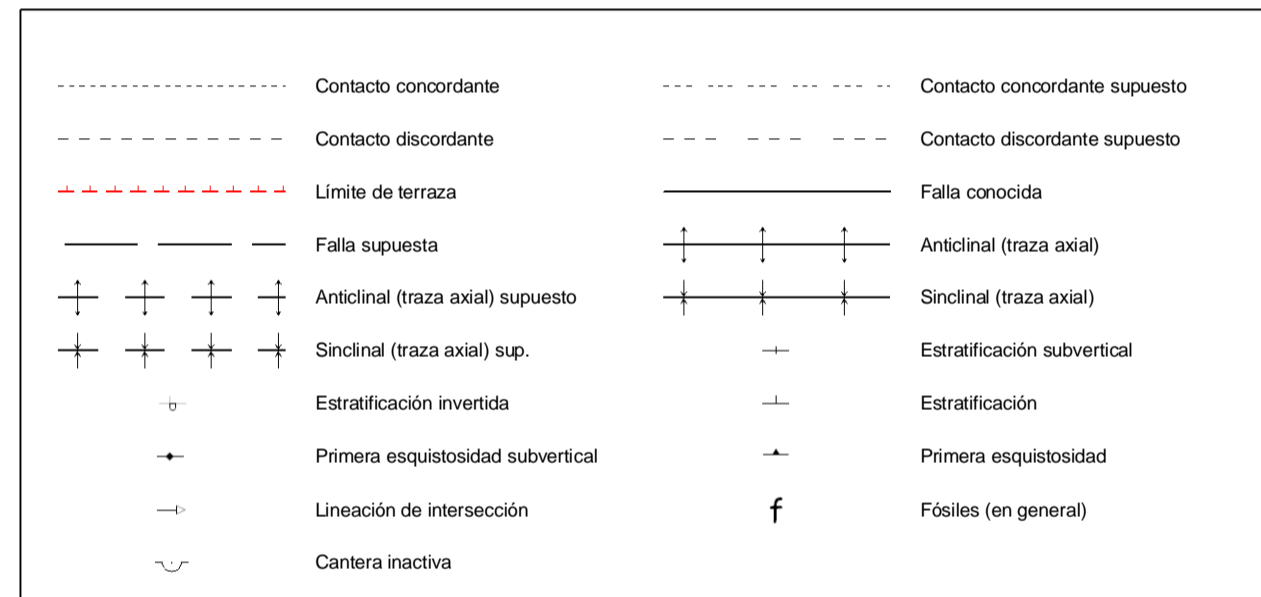 Contacto concordante
Contacto concordante supuesto
Contacto discordante
Contacto discordante supuesto
Límite de terraza
Falla conocida
Falla supuesta
Anticlinal (traza axial)
Anticlinal (traza axial) supuesto
Sinclinal (traza axial)
Sinclinal (traza axial) sup.
Estratificación subvertical
Estratificación invertida
Estratificación
Primera esquistosidad subvertical
Primera esquistosidad
Lineación de intersección
f Fósiles (en general)
Cantera inactiva